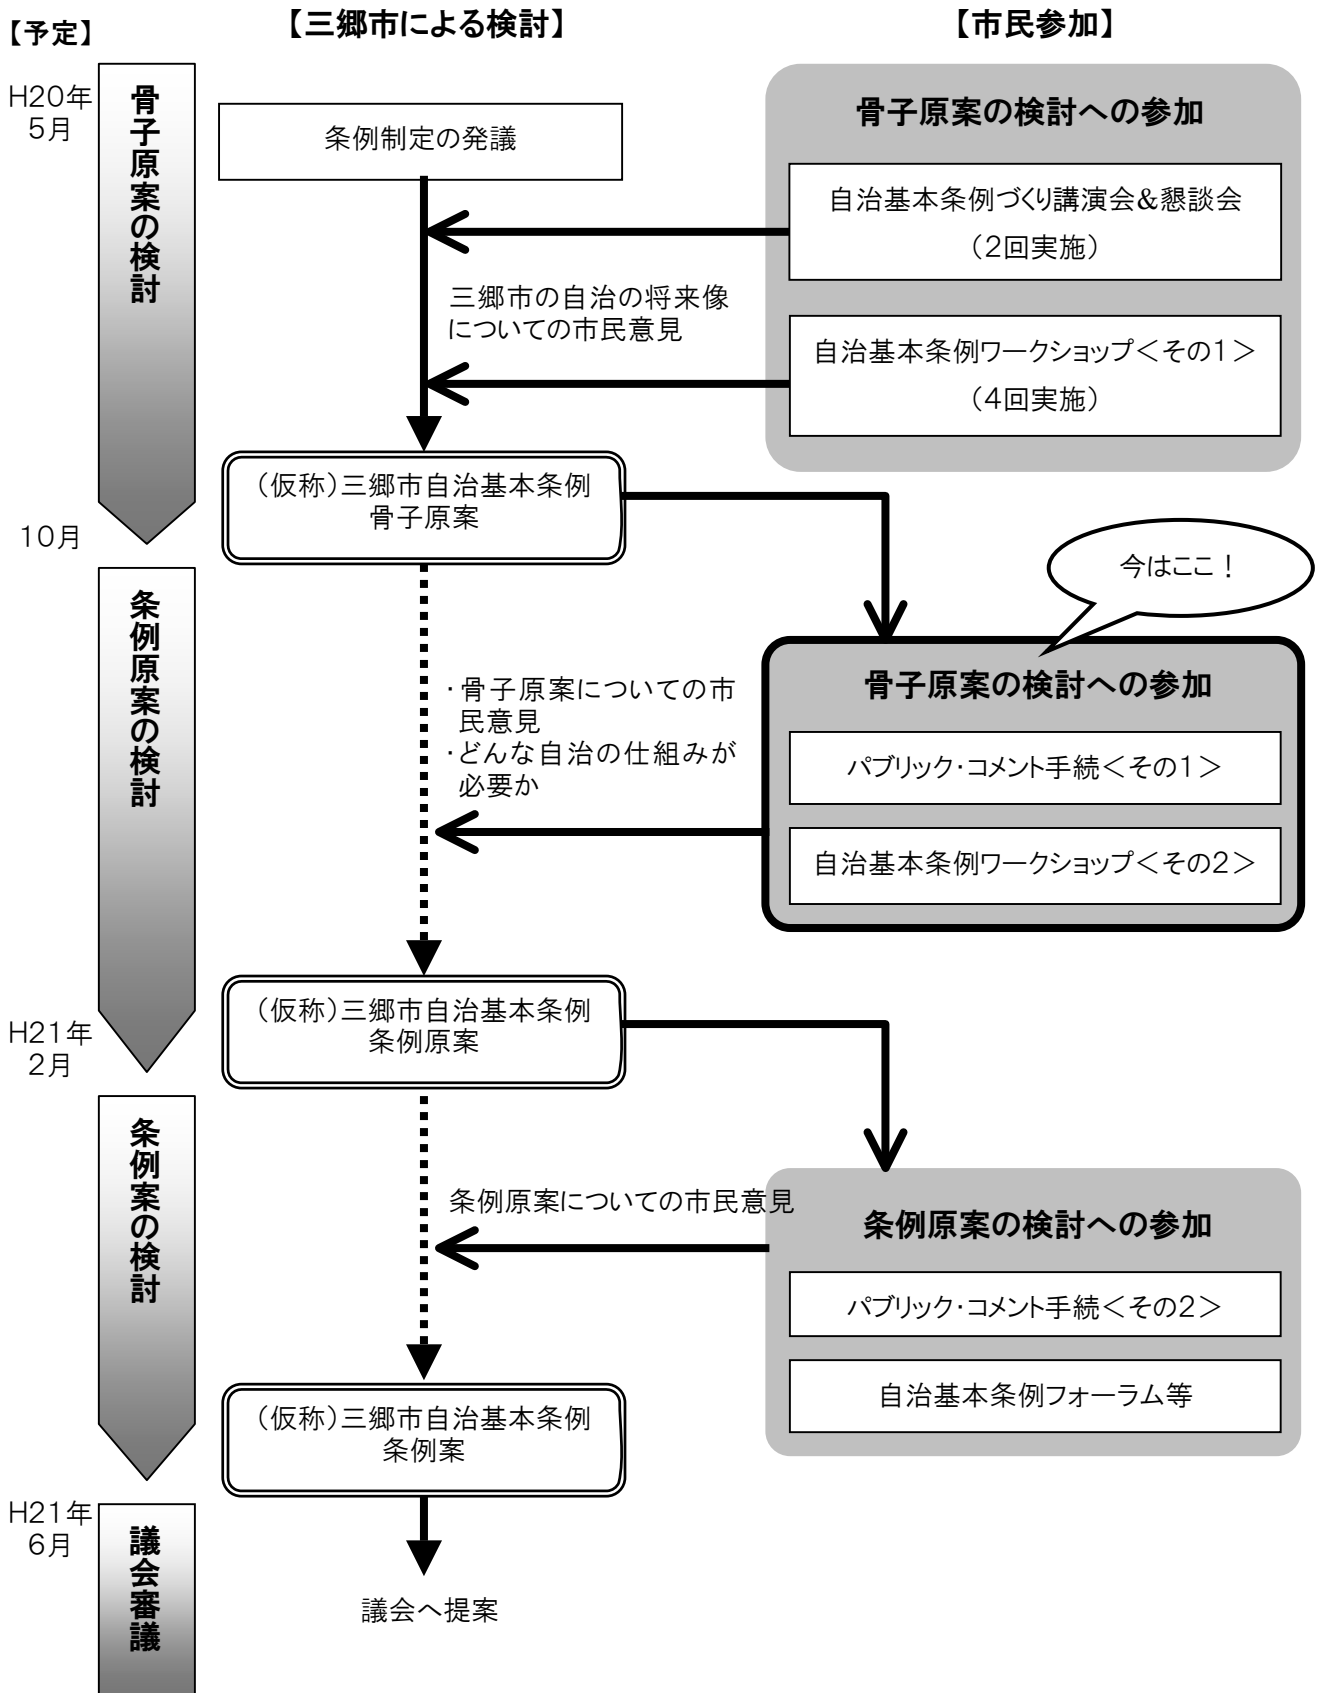 【予定】
【三郷市による検討】
【市民参加】
H20年
5月
骨子原案の検討
条例制定の発議
骨子原案の検討への参加
自治基本条例づくり講演会&懇談会
（2回実施）
三郷市の自治の将来像
についての市民意見
自治基本条例ワークショップ＜その1＞
（4回実施）
（仮称）三郷市自治基本条例
骨子原案
10月
今はここ！
条例原案の検討
・骨子原案についての市
民意見
・どんな自治の仕組みが
必要か
骨子原案の検討への参加
パブリック・コメント手続＜その1＞
自治基本条例ワークショップ＜その2＞
（仮称）三郷市自治基本条例
条例原案
H21年
2月
条例案の検討
条例原案についての市民意見
条例原案の検討への参加
パブリック・コメント手続＜その2＞
自治基本条例フォーラム等
（仮称）三郷市自治基本条例
条例案
H21年
6月
議会審議
議会へ提案